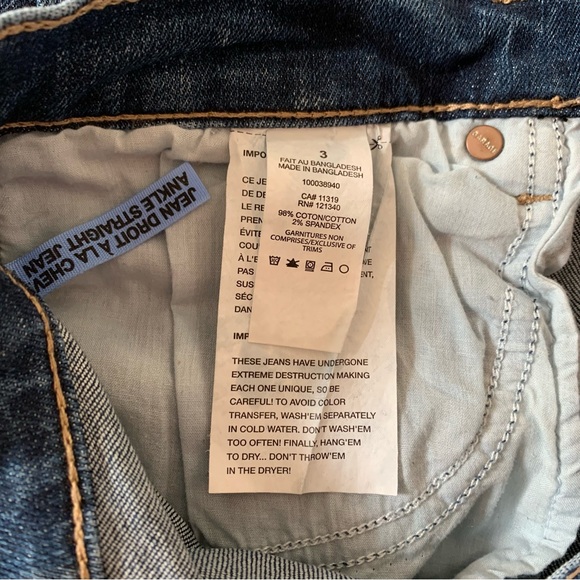 JEAN DROIT À LA CHEV
ANKLE STRAIGHT JEAN
GARAGE
3
FAIT AU BANGLADESH
MADE IN BANGLADESH
100038940
CA# 11319
RN# 121340
98% COTON/COTTON
2% SPANDEX
GARNITURES NON
COMPRISES/EXCLUSIVE OF
TRIMS
IMPO
CE JE
DE DE
LE RE
PREN
ÉVITE
COU
À L'E
PAS
SUS
SÉC
DAN
IMP
THESE JEANS HAVE UNDERGONE
EXTREME DESTRUCTION MAKING
EACH ONE UNIQUE, SO BE
CAREFUL! TO AVOID COLOR
TRANSFER, WASH'EM SEPARATELY
IN COLD WATER. DON'T WASH'EM
TOO OFTEN! FINALLY, HANG'EM
TO DRY... DON'T THROW'EM
IN THE DRYER!